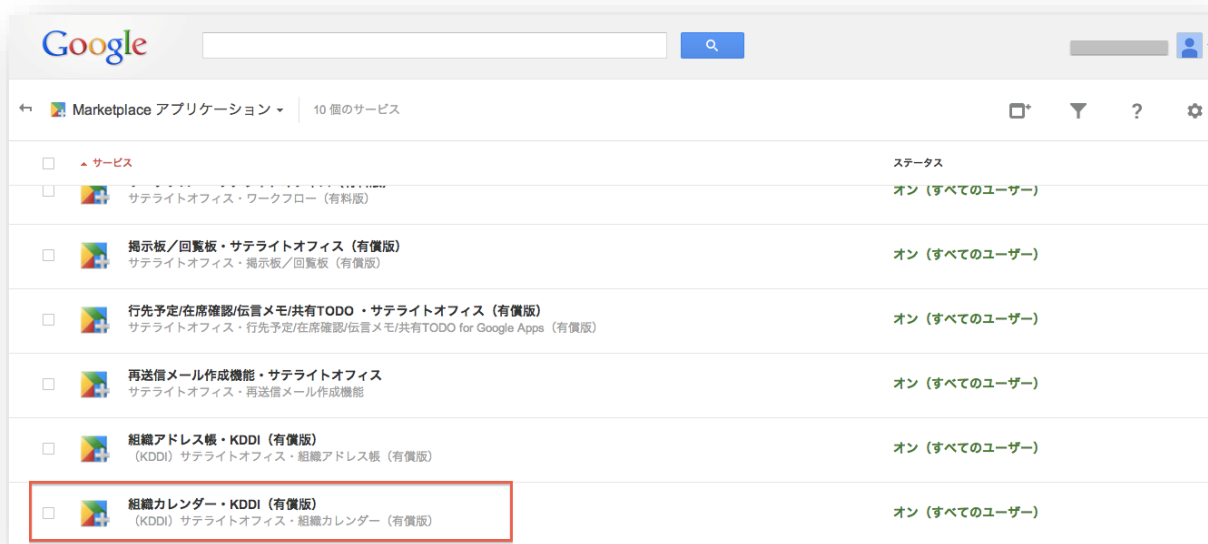 Google
Marketplace アプリケーション 10 個のサービス
サービス ステータス
サテライトオフィス・ワークフロー（有料版） オン（すべてのユーザー）
掲示板／回覧板・サテライトオフィス（有償版）
サテライトオフィス・掲示板／回覧板（有償版） オン（すべてのユーザー）
行先予定/在席確認/伝言メモ/共有TODO ・サテライトオフィス（有償版）
サテライトオフィス・行先予定/在席確認/伝言メモ/共有TODO for Google Apps（有償版） オン（すべてのユーザー）
再送信メール作成機能・サテライトオフィス
サテライトオフィス・再送信メール作成機能 オン（すべてのユーザー）
組織アドレス帳・KDDI（有償版）
（KDDI）サテライトオフィス・組織アドレス帳（有償版） オン（すべてのユーザー）
組織カレンダー・KDDI（有償版）
（KDDI）サテライトオフィス・組織カレンダー（有償版） オン（すべてのユーザー）